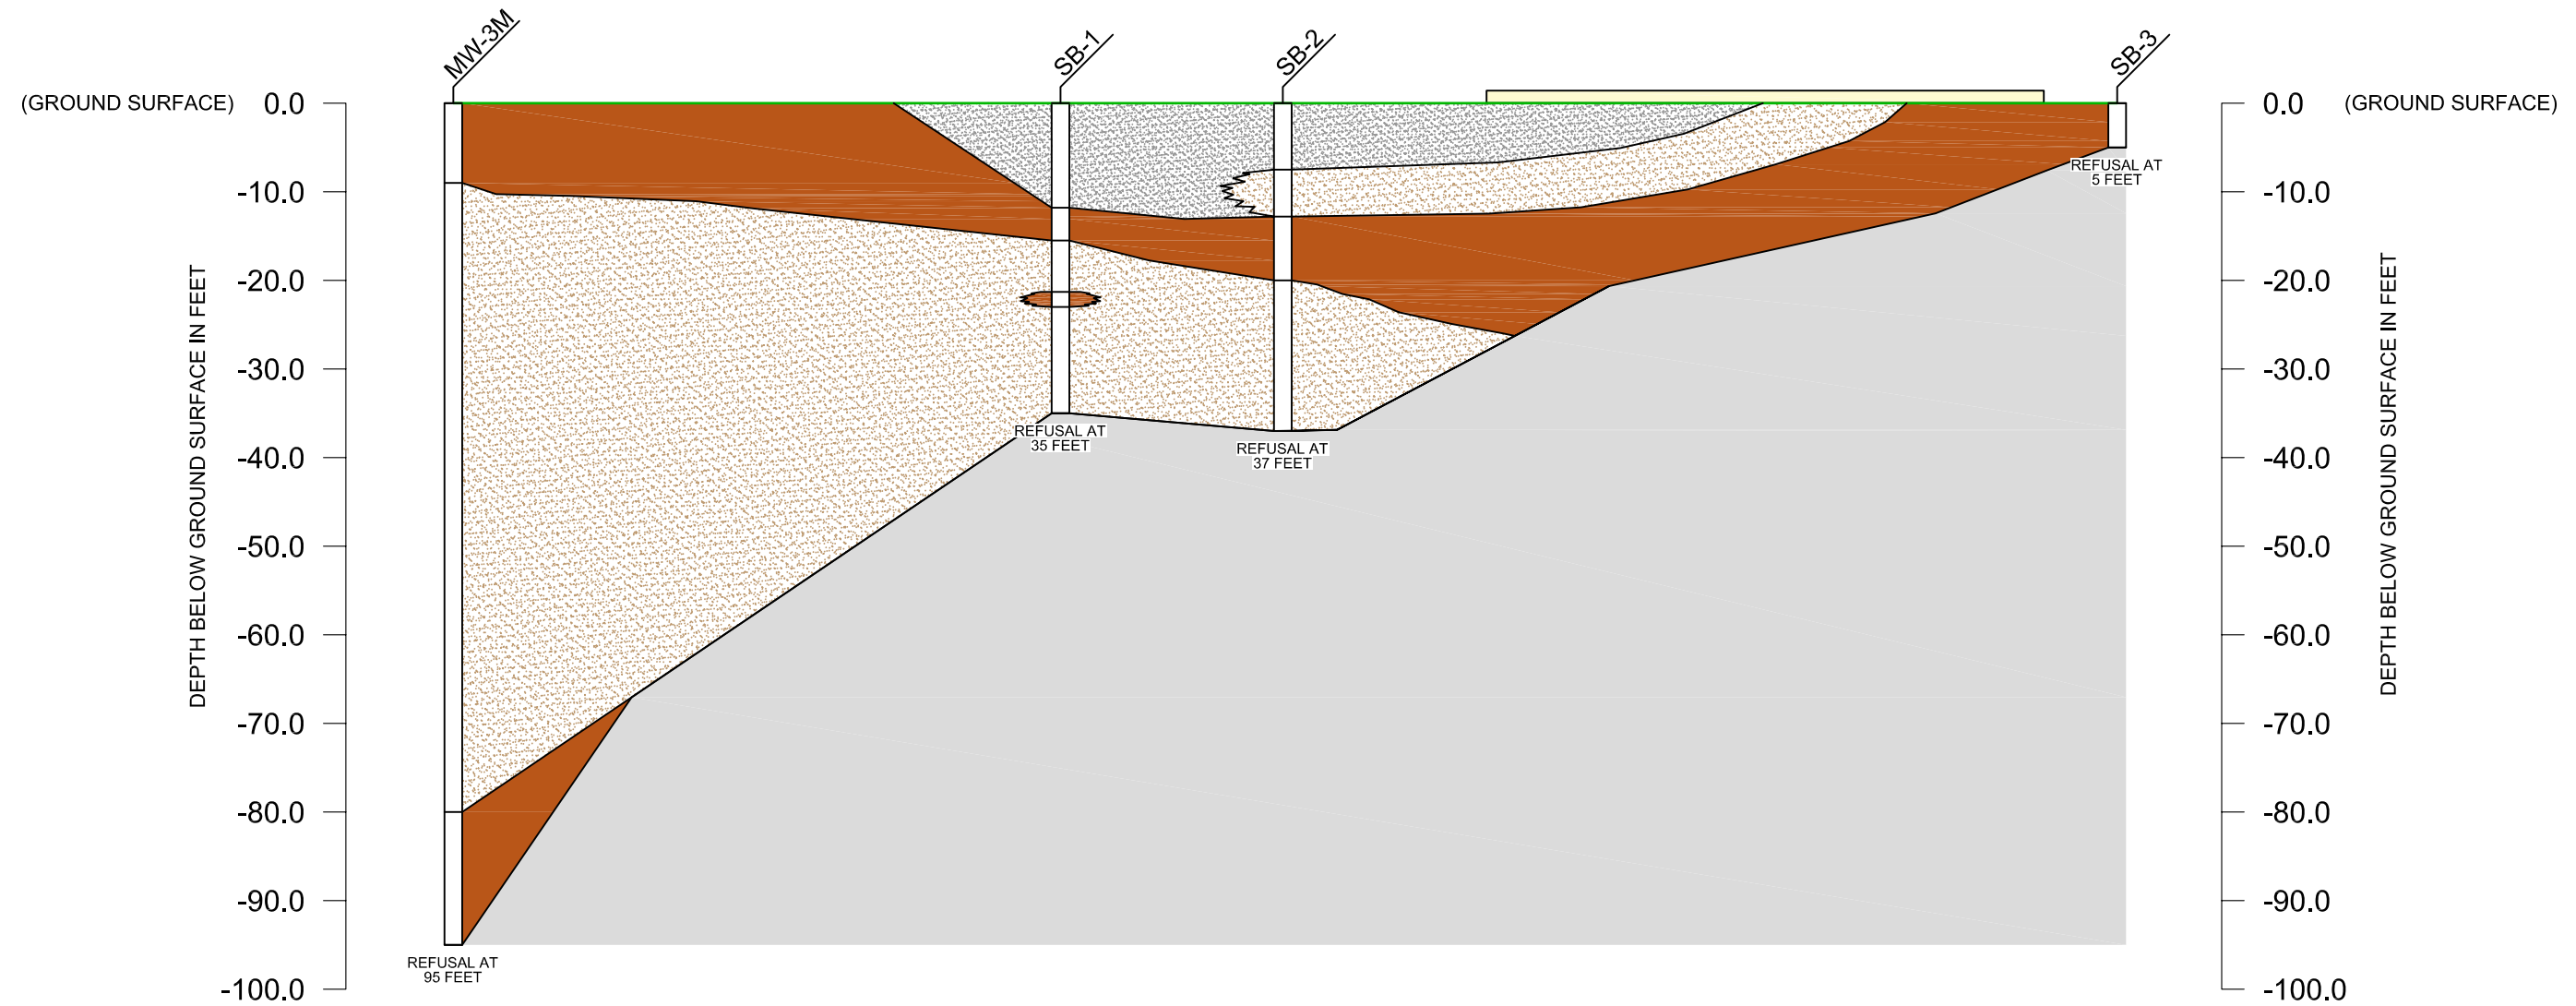 MW-3M
SB-1
SB-2
SB-3
(GROUND SURFACE) 0.0
0.0 (GROUND SURFACE)
REFUSAL AT
5 FEET
-10.0
-10.0
-20.0
-20.0
-30.0
-30.0
DEPTH BELOW GROUND SURFACE IN FEET
DEPTH BELOW GROUND SURFACE IN FEET
REFUSAL AT
35 FEET
REFUSAL AT
37 FEET
-40.0
-40.0
-50.0
-50.0
-60.0
-60.0
-70.0
-70.0
-80.0
-80.0
-90.0
-90.0
REFUSAL AT
95 FEET
-100.0
-100.0